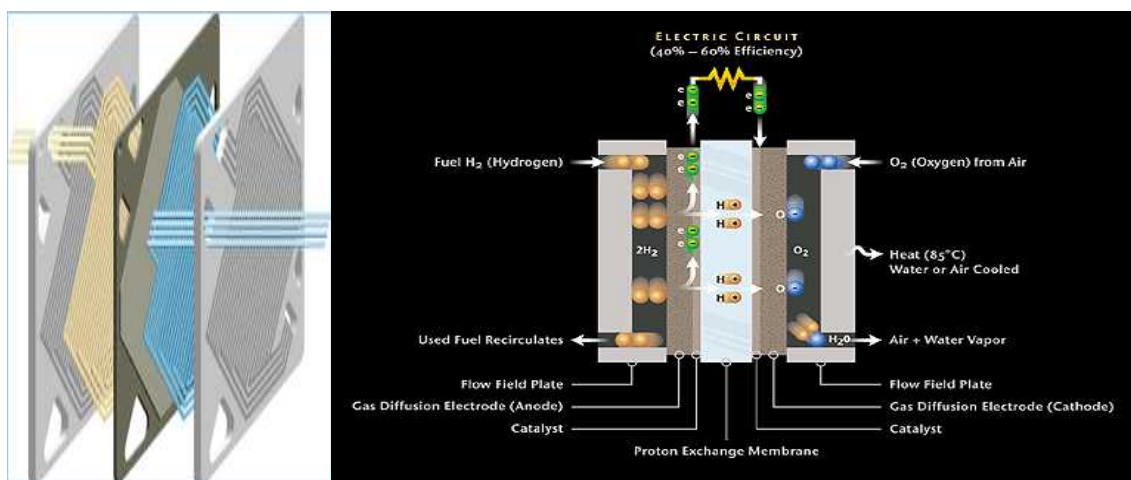 ELECTRIC CIRCUIT
(40% – 60% Efficiency)
e
e
e
e
Fuel H₂ (Hydrogen)
O₂ (Oxygen) from Air
e
e
H
H
O
e
e
2H₂
O₂
Heat (85°C)
Water or Air Cooled
H
H
O
Used Fuel Recirculates
H₂O
Air + Water Vapor
Flow Field Plate
Flow Field Plate
Gas Diffusion Electrode (Anode)
Gas Diffusion Electrode (Cathode)
Catalyst
Catalyst
Proton Exchange Membrane